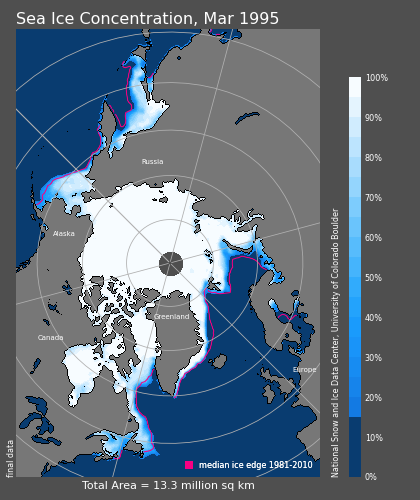 Sea Ice Concentration, Mar 1995
Russia
Alaska
Greenland
Canada
Europe
median ice edge 1981-2010
final data
Total Area = 13.3 million sq km
100%
90%
80%
70%
60%
50%
40%
30%
20%
10%
0%
National Snow and Ice Data Center, University of Colorado Boulder